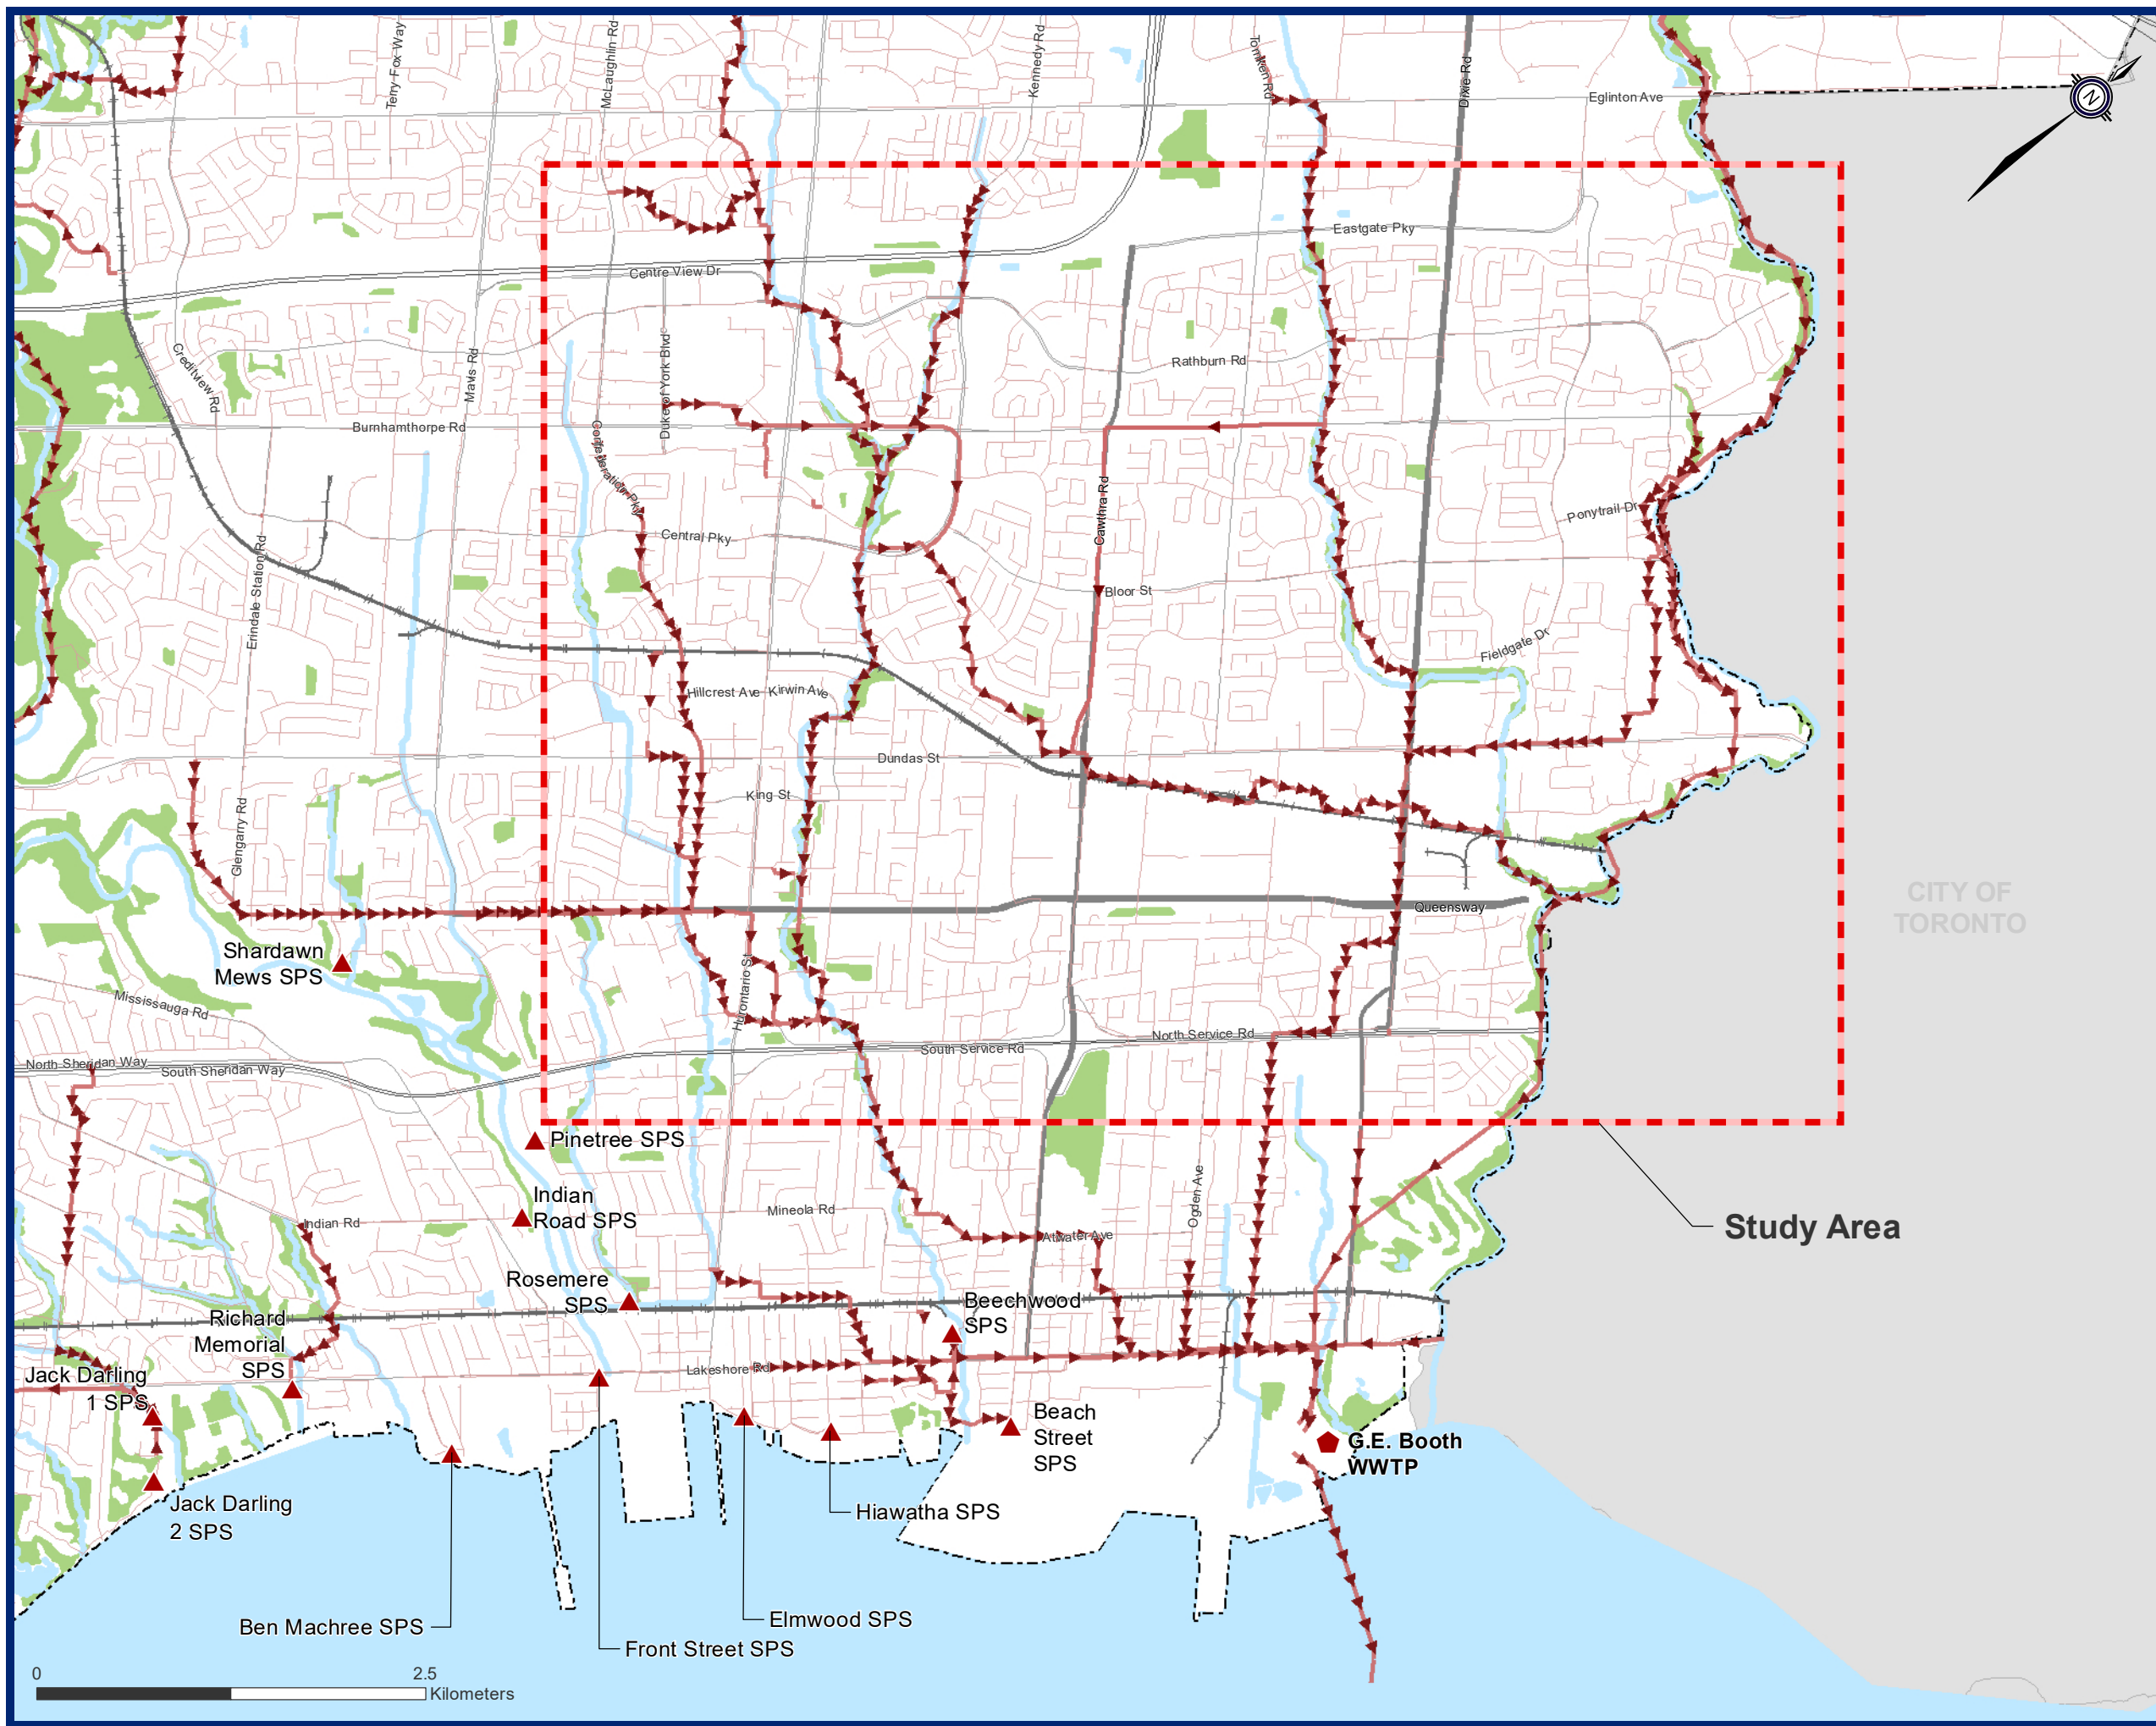 Terry Fox Way
McLaughlin Rd
Kennedy Rd
Tomken Rd
Dixie Rd
Eglinton Ave
N
Eastgate Pky
Centre View Dr
Creditview Rd
Mavis Rd
Duke of York Blvd
Rathburn Rd
Burnhamthorpe Rd
Confederation Pky
Cawthra Rd
Ponytrail Dr
Central Pky
Erindale Station Rd
Bloor St
Fieldgate Dr
Hillcrest Ave
Kirwin Ave
Dundas St
King St
Glengarry Rd
Queensway
CITY OF
TORONTO
Shardawn
Mews SPS
Mississauga Rd
Hurontario St
North Service Rd
South Service Rd
North Sheridan Way
South Sheridan Way
Pinetree SPS
Ogden Ave
Indian
Road SPS
Indian Rd
Mineola Rd
Atwater Ave
Study Area
Rosemere
SPS
Beechwood
SPS
Richard
Memorial
SPS
Jack Darling
1 SPS
Lakeshore Rd
Beach
Street
SPS
G.E. Booth
WWTP
Jack Darling
2 SPS
Hiawatha SPS
Ben Machree SPS
Elmwood SPS
Front Street SPS
0
2.5
Kilometers